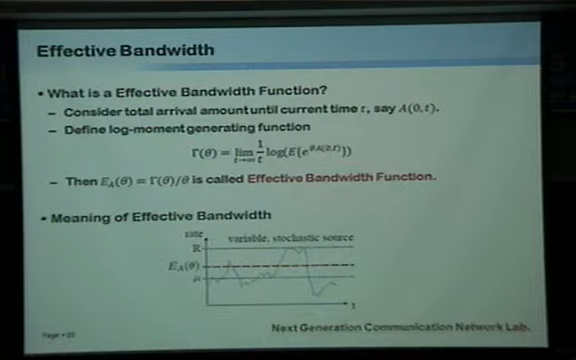 Effective Bandwidth
• What is a Effective Bandwidth Function?
– Consider total arrival amount until current time t, say A(0,t).
– Define log-moment generating function
Γ(θ) = lim t→∞ 1/t log(E{e^θA(0,t)})
– Then E_A(θ) = Γ(θ)/θ is called Effective Bandwidth Function.
• Meaning of Effective Bandwidth
rate
variable, stochastic source
R
E_A(θ)
μ
t
Next Generation Communication Network Lab.